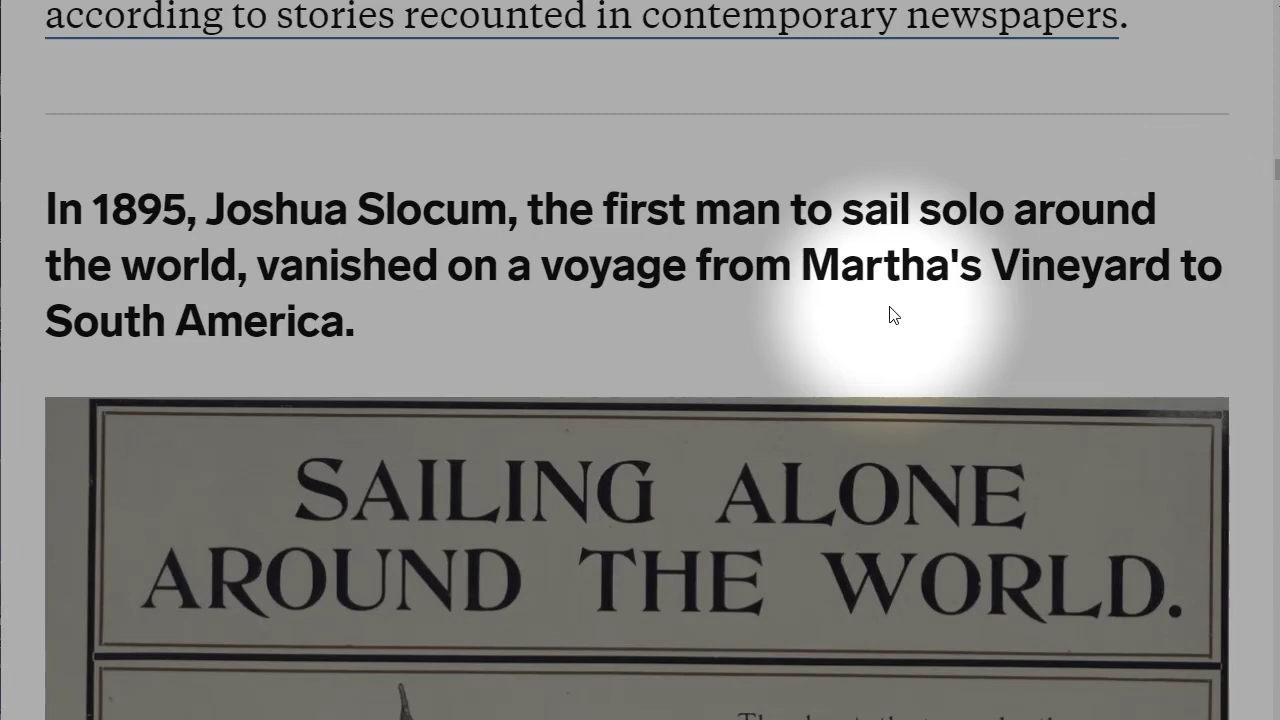 according to stories recounted in contemporary newspapers.
In 1895, Joshua Slocum, the first man to sail solo around
the world, vanished on a voyage from Martha's Vineyard to
South America.
SAILING ALONE
AROUND THE WORLD.